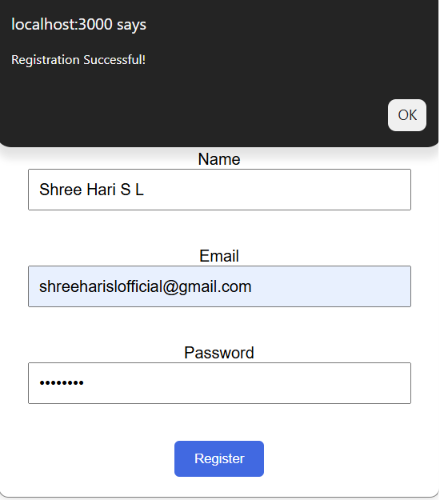 localhost:3000 says
Registration Successful!
OK
Name
Shree Hari S L
Email
shreeharislofficial@gmail.com
Password
••••••••
Register